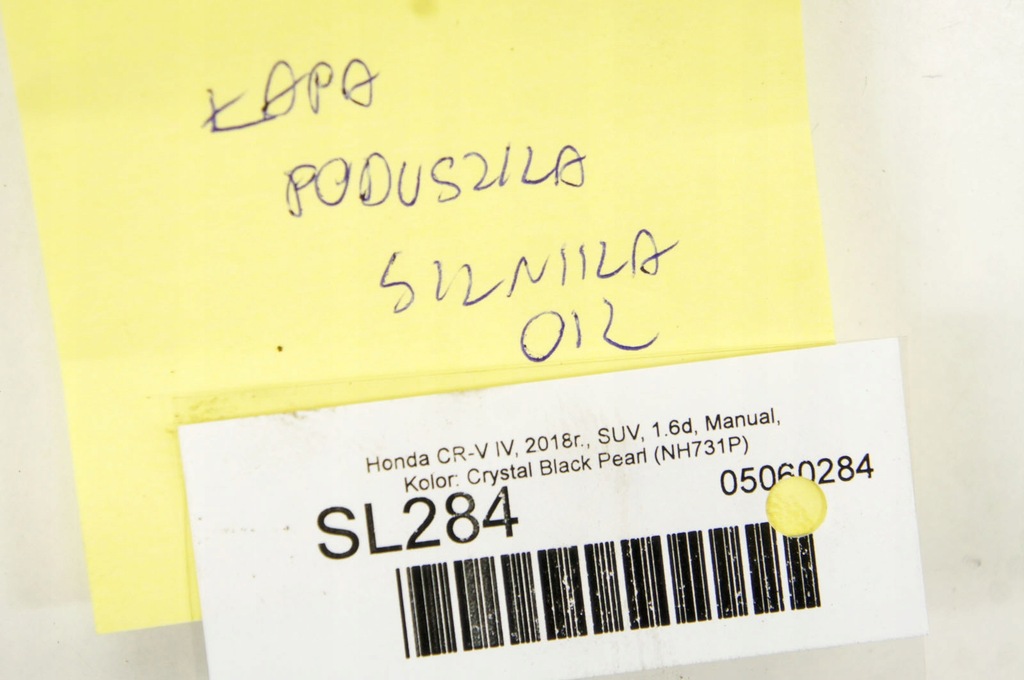 ŁAPA
PODUSZKA
SILNIKA
OIL
Honda CR-V IV, 2018r., SUV, 1.6d, Manual,
Kolor: Crystal Black Pearl (NH731P)
05060284
SL284